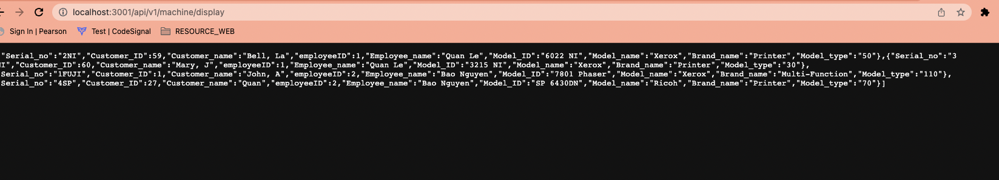 localhost:3001/api/v1/machine/display
Sign In | Pearson Test | CodeSignal RESOURCE_WEB
"Serial_no":"2NI","Customer_ID":59,"Customer_name":"Bell, La","employeeID":1,"Employee_name":"Quan Le","Model_ID":"6022 NI","Model_name":"Xerox","Brand_name":"Printer","Model_type":"50"},{"Serial_no":"3
NI","Customer_ID":60,"Customer_name":"Mary, J","employeeID":1,"Employee_name":"Quan Le","Model_ID":"3215 NI","Model_name":"Xerox","Brand_name":"Printer","Model_type":"30"},
Serial_no":"1FUJI","Customer_ID":1,"Customer_name":"John, A","employeeID":2,"Employee_name":"Bao Nguyen","Model_ID":"7801 Phaser","Model_name":"Xerox","Brand_name":"Multi-Function","Model_type":"110"},
Serial_no":"4SP","Customer_ID":27,"Customer_name":"Quan","employeeID":2,"Employee_name":"Bao Nguyen","Model_ID":"SP 6430DN","Model_name":"Ricoh","Brand_name":"Printer","Model_type":"70"}]